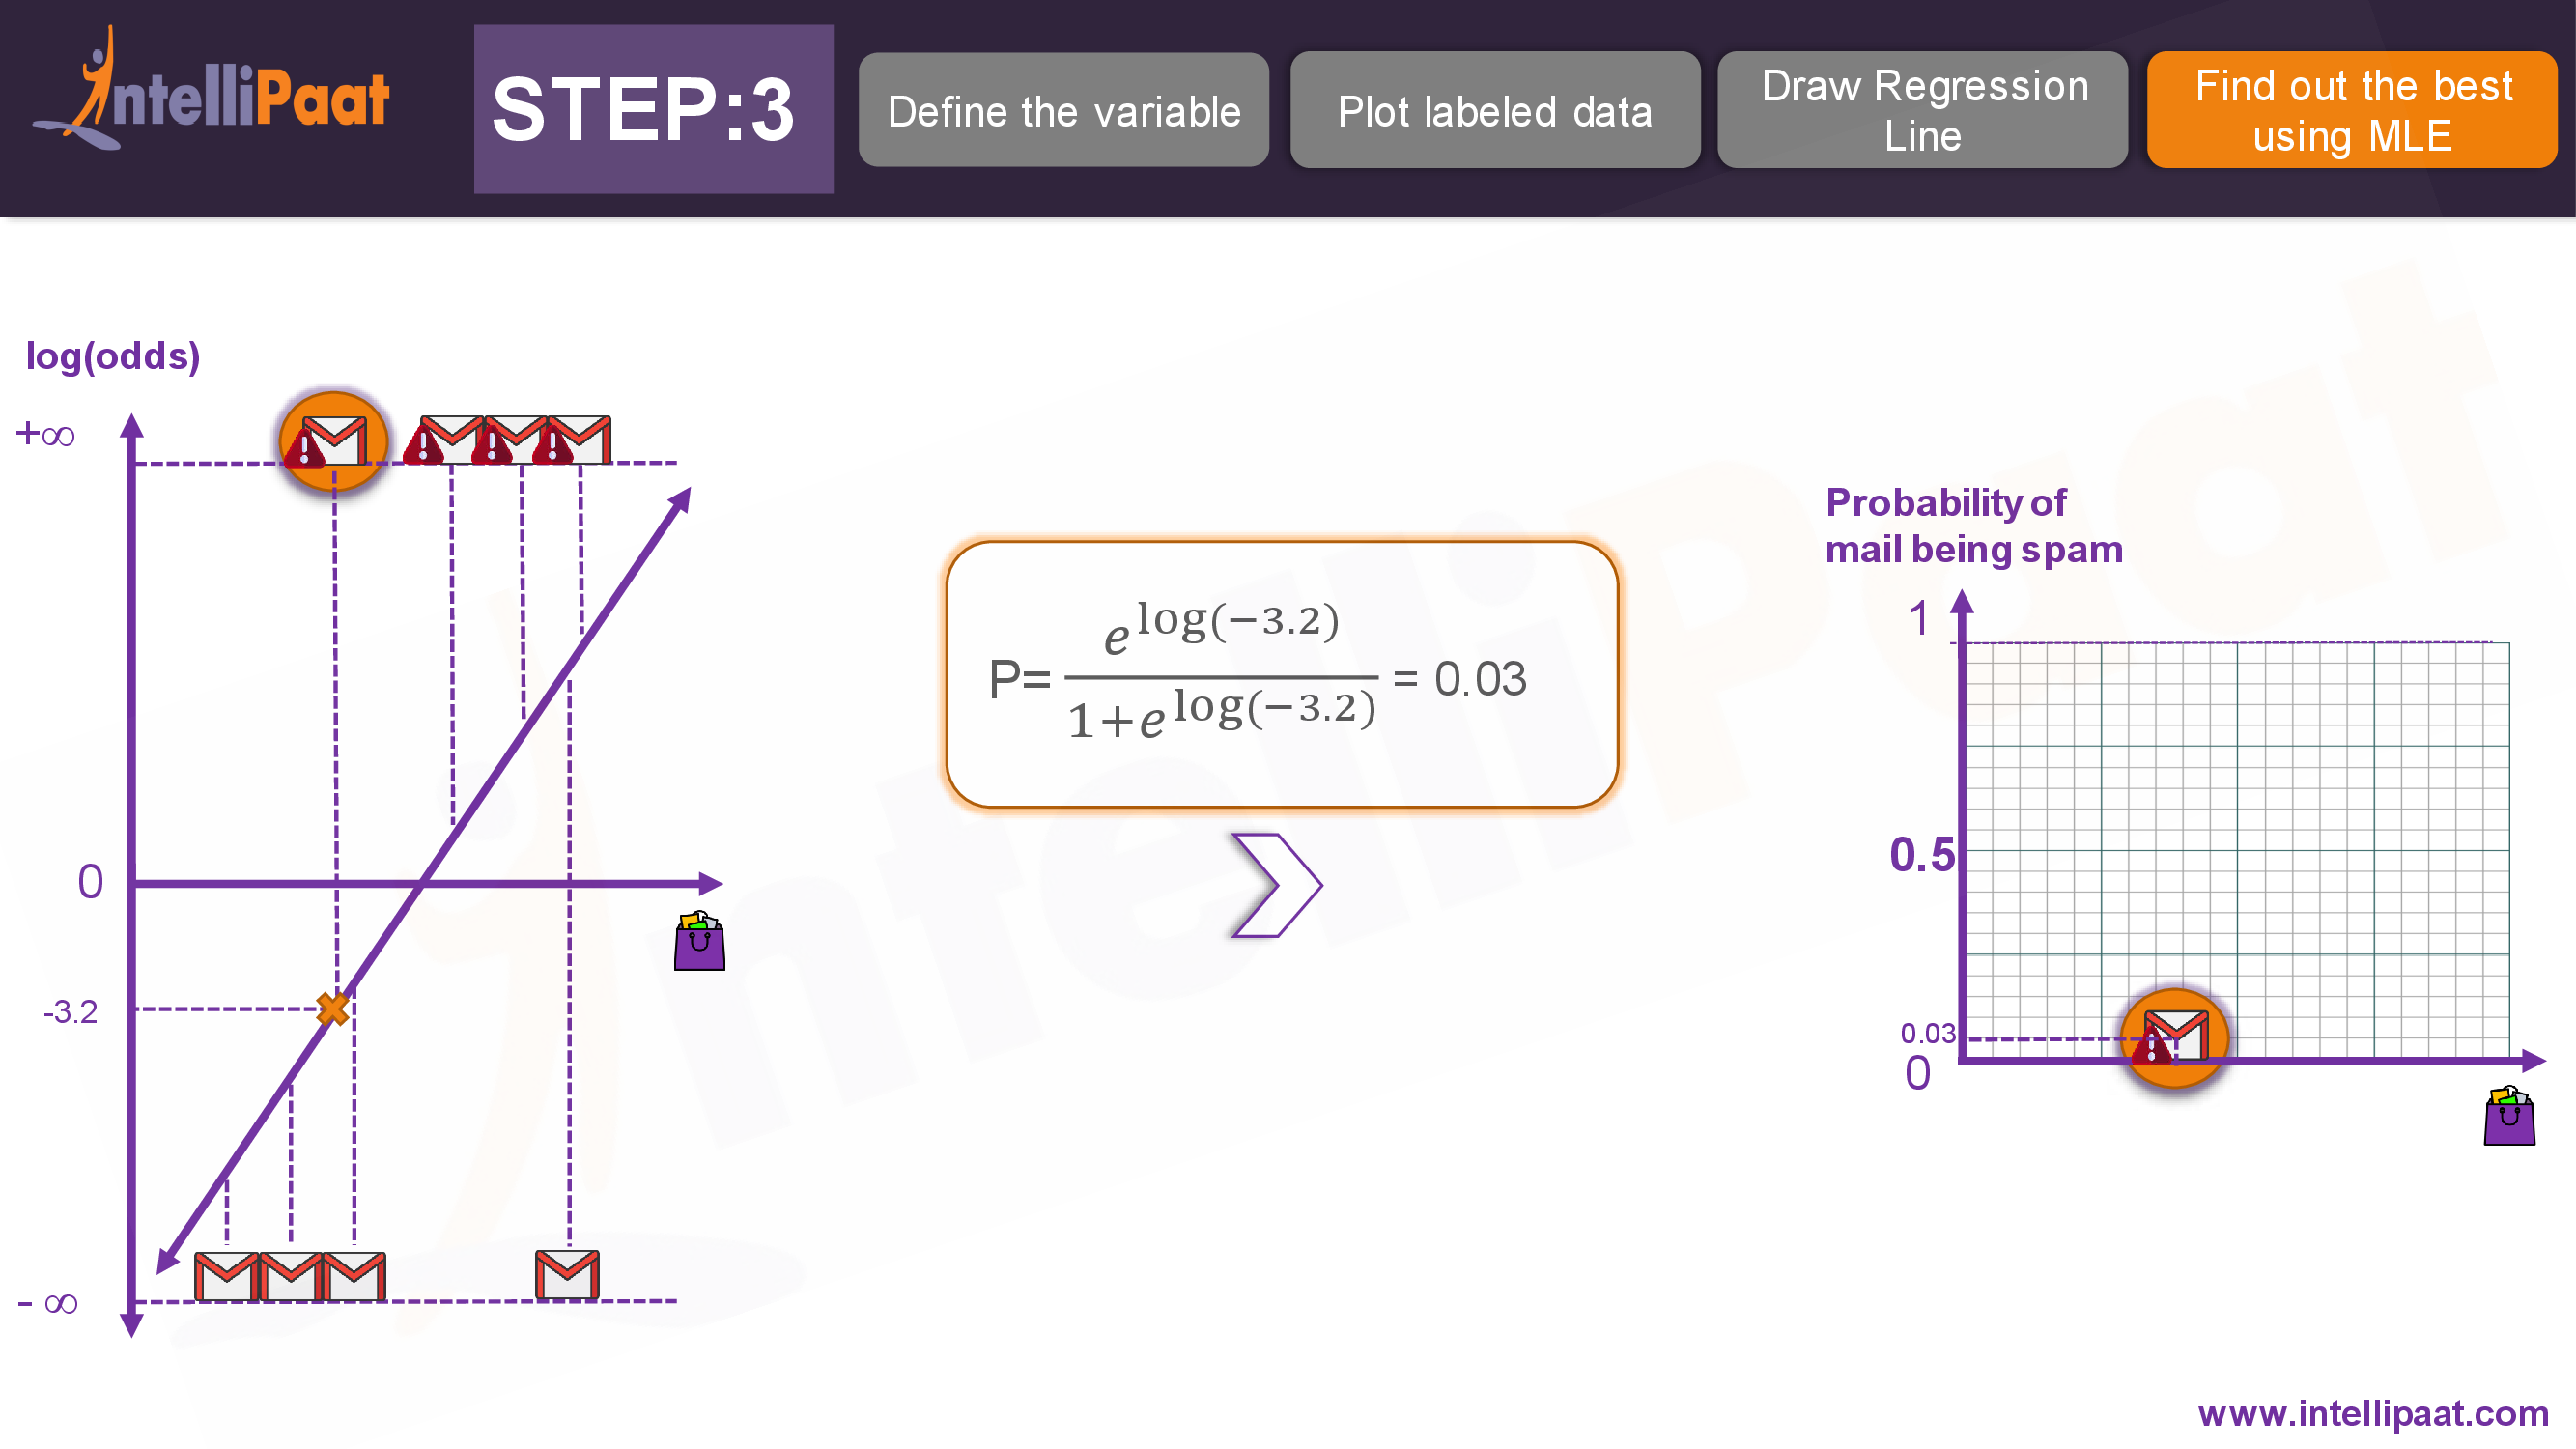 IntelliPaat
STEP:3
Define the variable
Plot labeled data
Draw Regression
Line
Find out the best
using MLE
log(odds)
+∞
0
-3.2
- ∞
P= e^log(−3.2) / 1+e^log(−3.2) = 0.03
Probability of
mail being spam
1
0.5
0.03
0
www.intellipaat.com